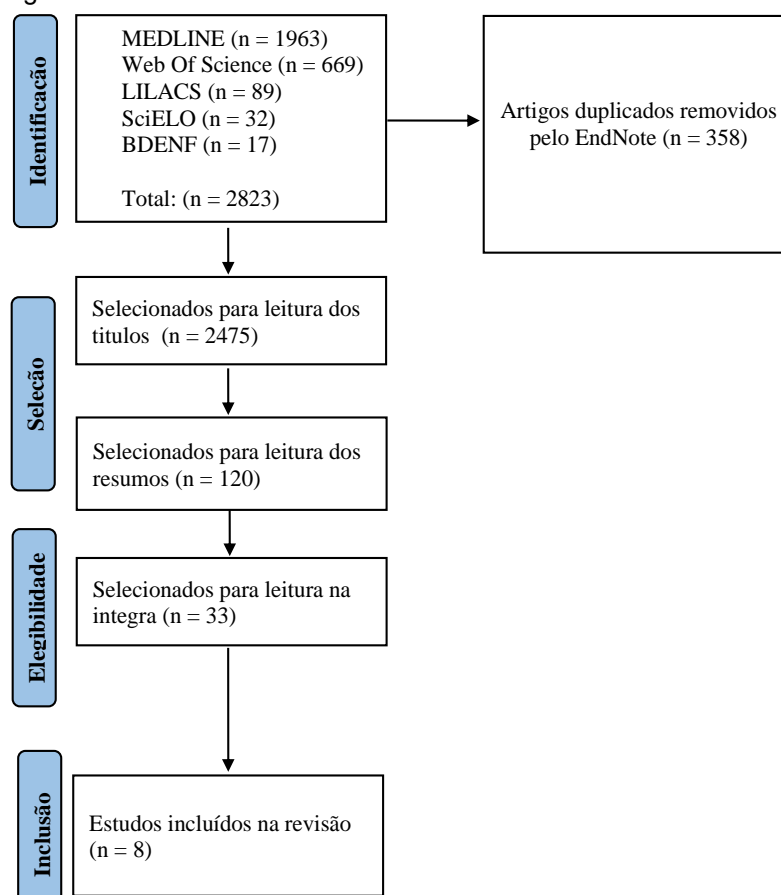 Identificação
MEDLINE (n = 1963)
Web Of Science (n = 669)
LILACS (n = 89)
SciELO (n = 32)
BDENF (n = 17)
Total: (n = 2823)
Artigos duplicados removidos
pelo EndNote (n = 358)
Seleção
Selecionados para leitura dos
titulos (n = 2475)
Selecionados para leitura dos
resumos (n = 120)
Elegibilidade
Selecionados para leitura na
integra (n = 33)
Inclusão
Estudos incluídos na revisão
(n = 8)